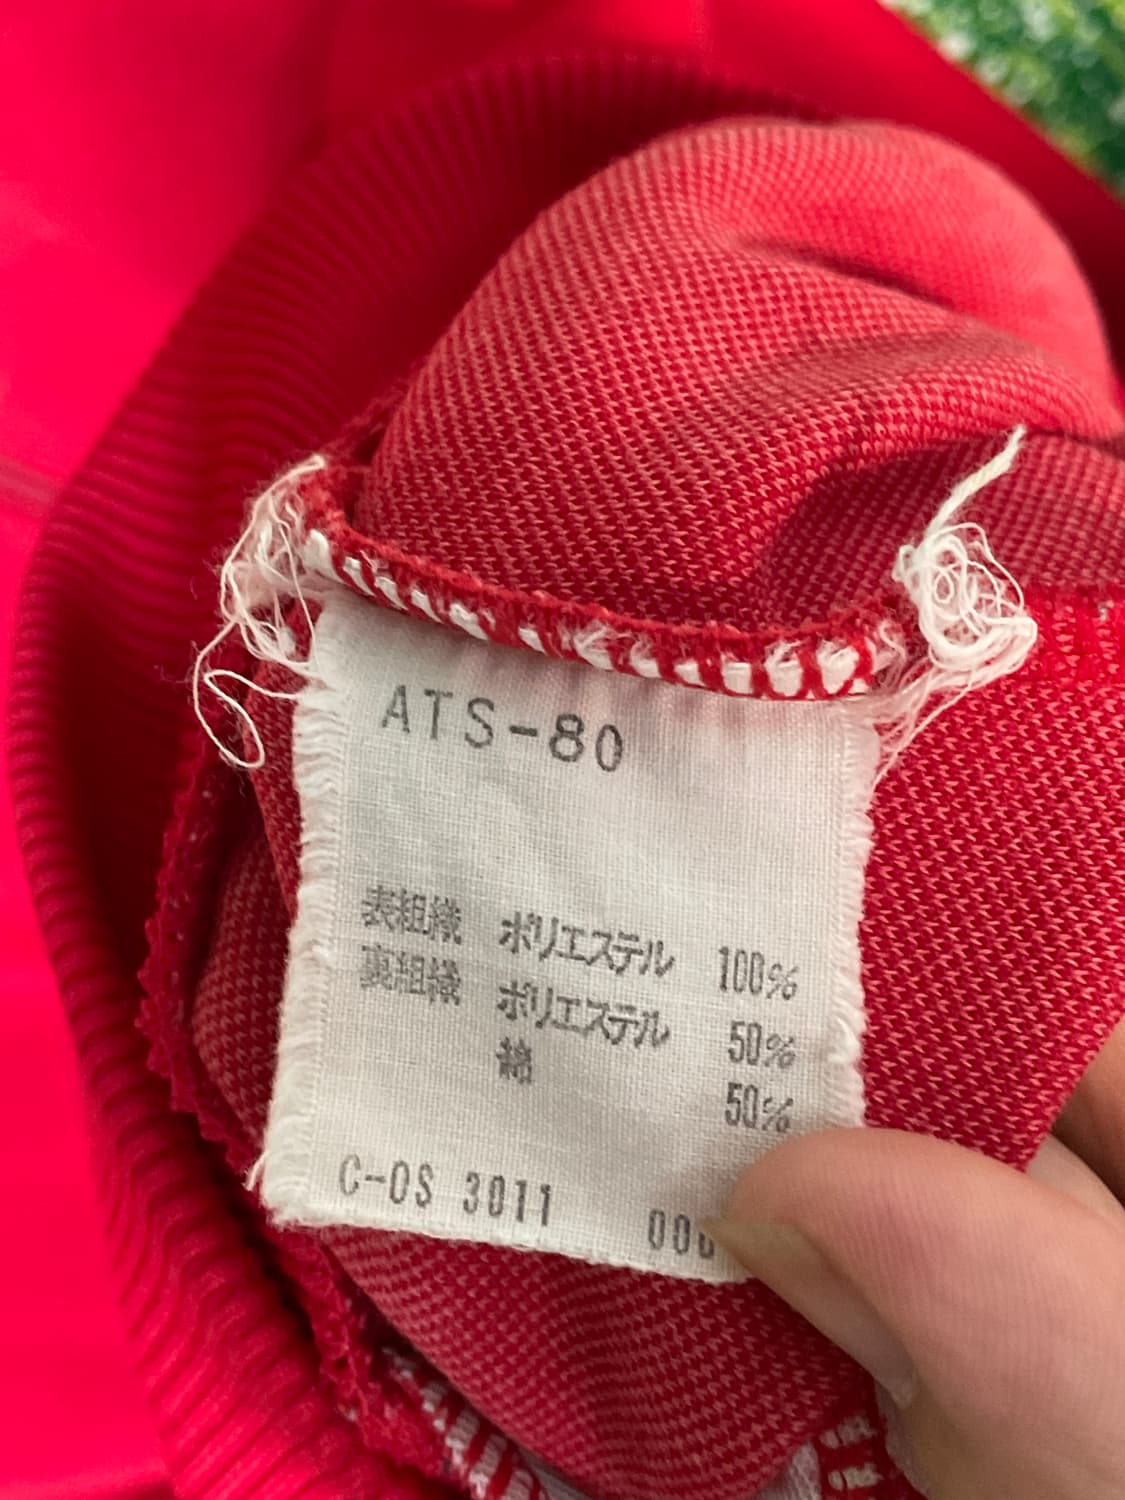 ATS-80
表組織 ポリエステル 100%
裏組織 ポリエステル 50%
綿 50%
C-OS 3011